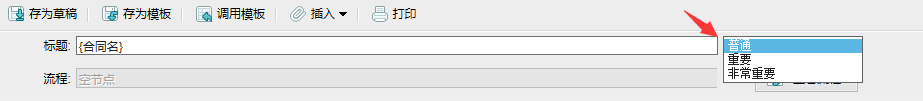 存为草稿 存为模板 调用模板 插入 打印
标题: {合同名} 普通
重要
非常重要
流程: 空节点